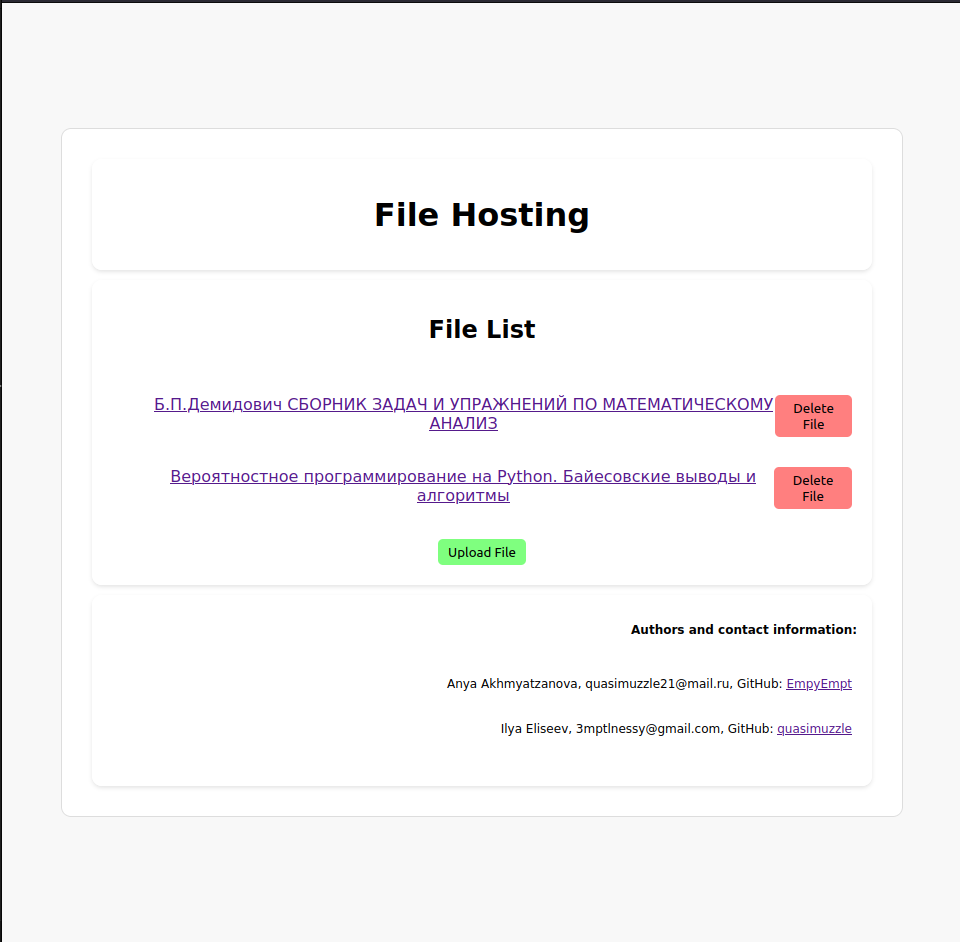 File Hosting
File List
Б.П.Демидович СБОРНИК ЗАДАЧ И УПРАЖНЕНИЙ ПО МАТЕМАТИЧЕСКОМУ
АНАЛИЗ
Delete
File
Вероятностное программирование на Python. Байесовские выводы и
алгоритмы
Delete
File
Upload File
Authors and contact information:
Anya Akhmyatzanova, quasimuzzle21@mail.ru, GitHub: EmpyEmpt
Ilya Eliseev, 3mptlnessy@gmail.com, GitHub: quasimuzzle